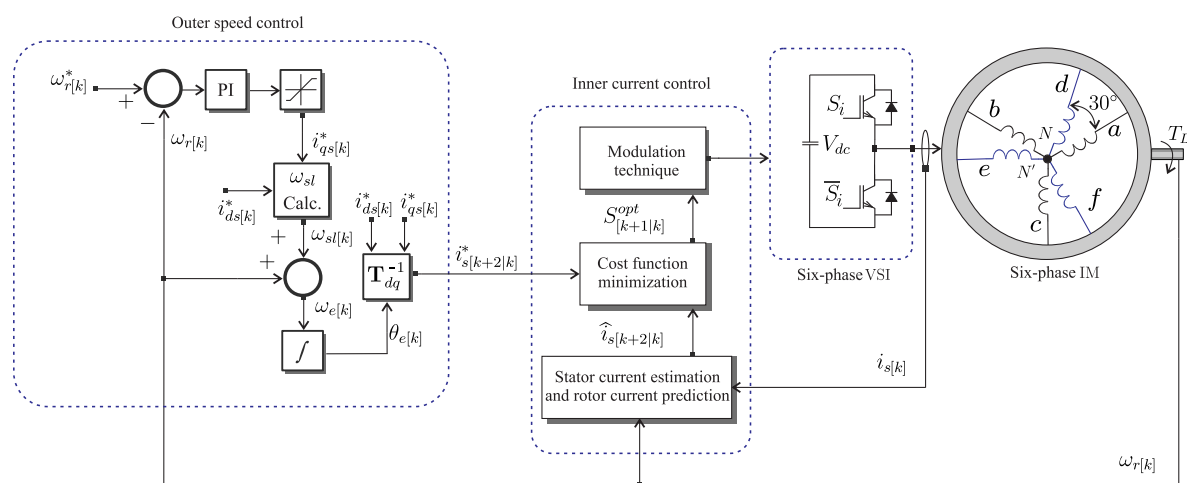 Outer speed control
ω*r[k]
+
−
PI
ωr[k]
i*qs[k]
ωsl
Calc.
i*ds[k]
+
ωsl[k]
+
ωe[k]
∫
θe[k]
i*ds[k] i*qs[k]
T⁻¹dq
i*s[k+2|k]
Inner current control
Modulation
technique
S^opt[k+1|k]
Cost function
minimization
î s[k+2|k]
Stator current estimation
and rotor current prediction
Si
Vdc
S̅i
Six-phase VSI
is[k]
d
30°
b
N
a
e
N'
f
c
Six-phase IM
TL
ωr[k]